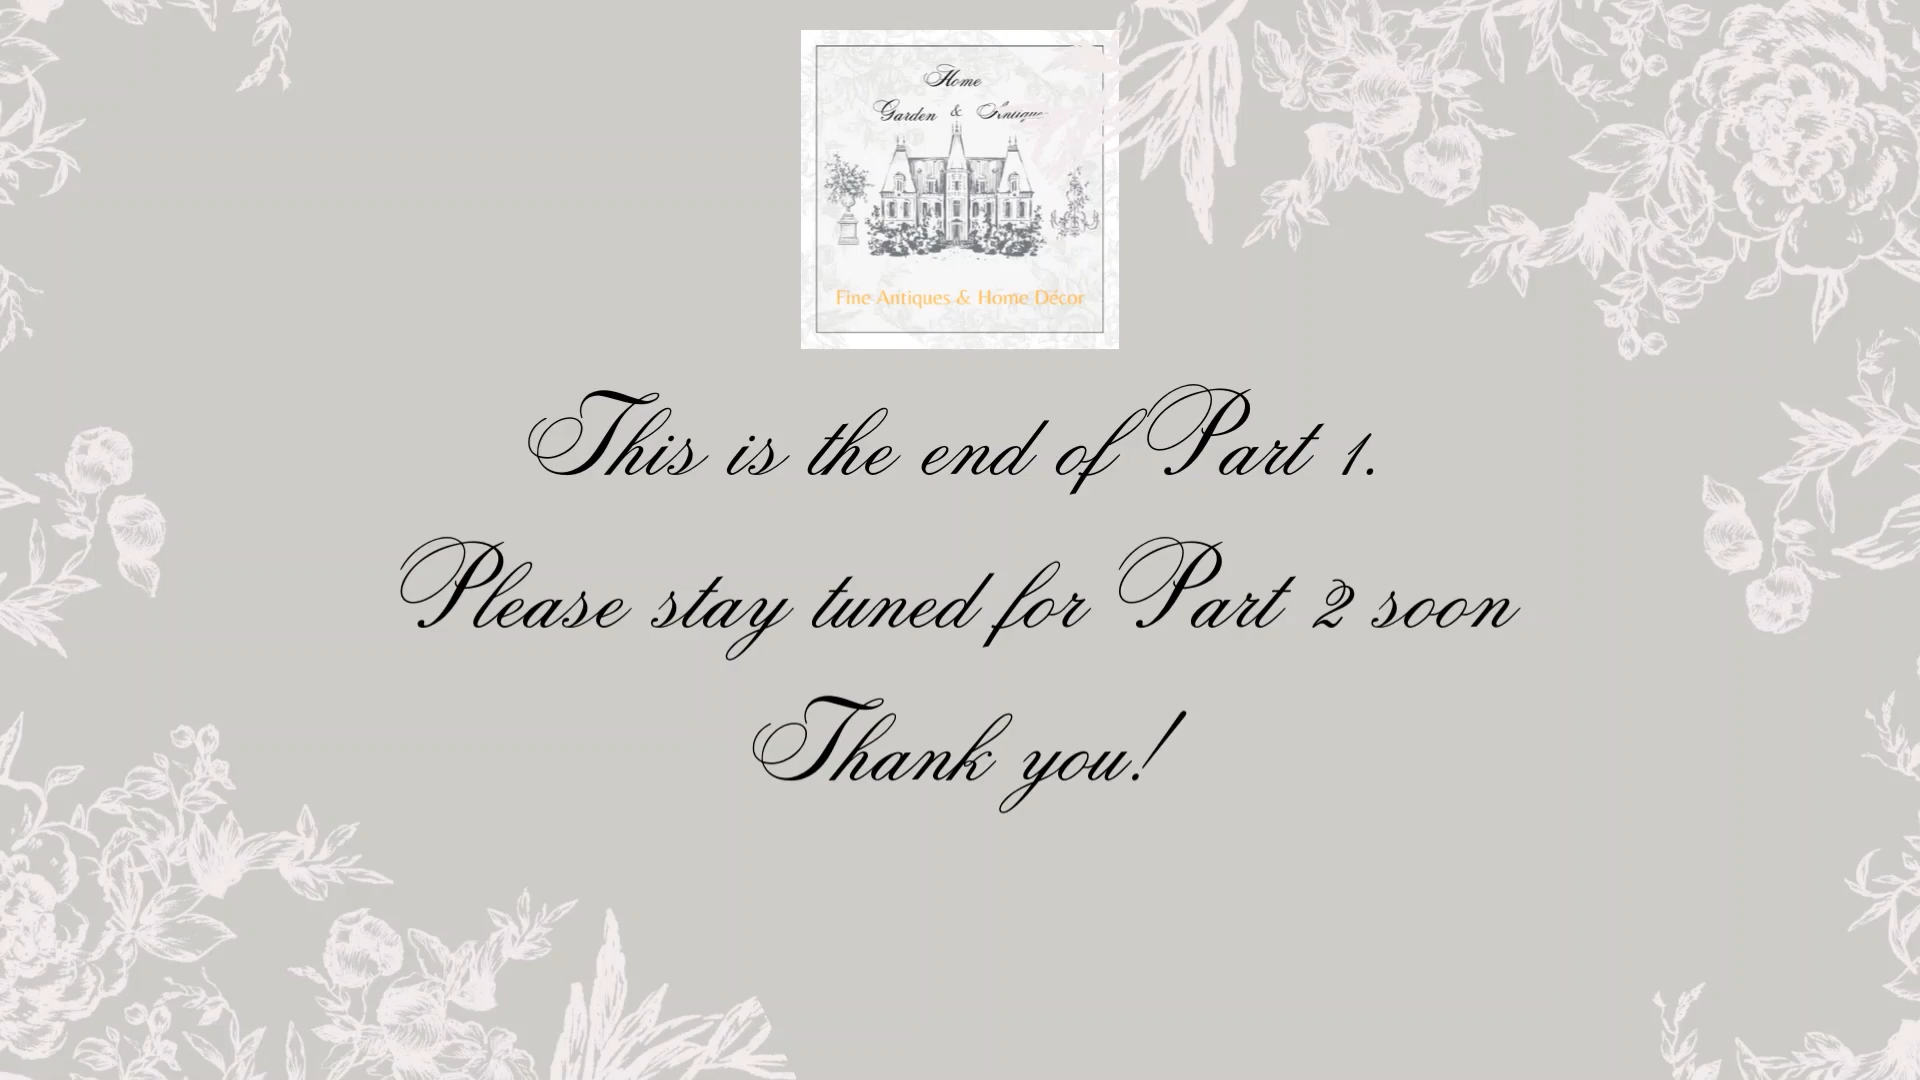 Home
Garden & Antique
Fine Antiques & Home Décor
This is the end of Part 1.
Please stay tuned for Part 2 soon
Thank you!